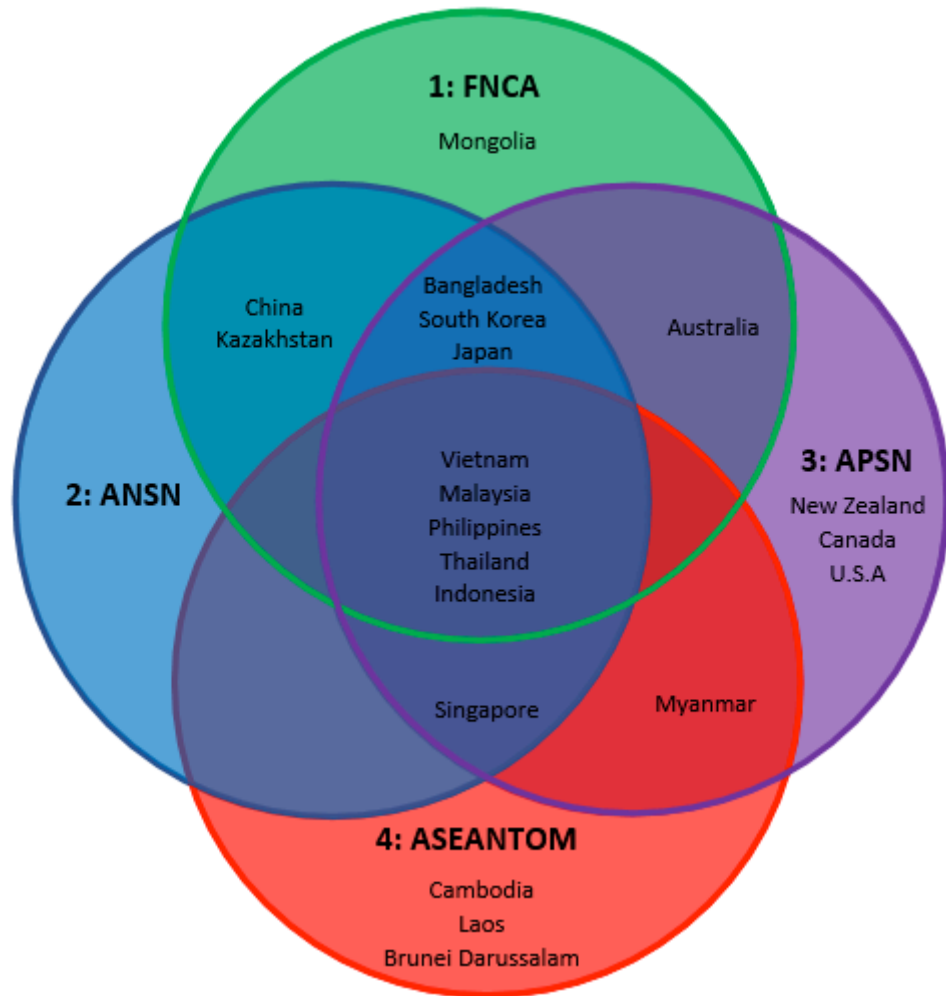 1: FNCA
Mongolia
China
Kazakhstan
Bangladesh
South Korea
Japan
Australia
2: ANSN
Vietnam
Malaysia
Philippines
Thailand
Indonesia
3: APSN
New Zealand
Canada
U.S.A
Singapore
Myanmar
4: ASEANTOM
Cambodia
Laos
Brunei Darussalam